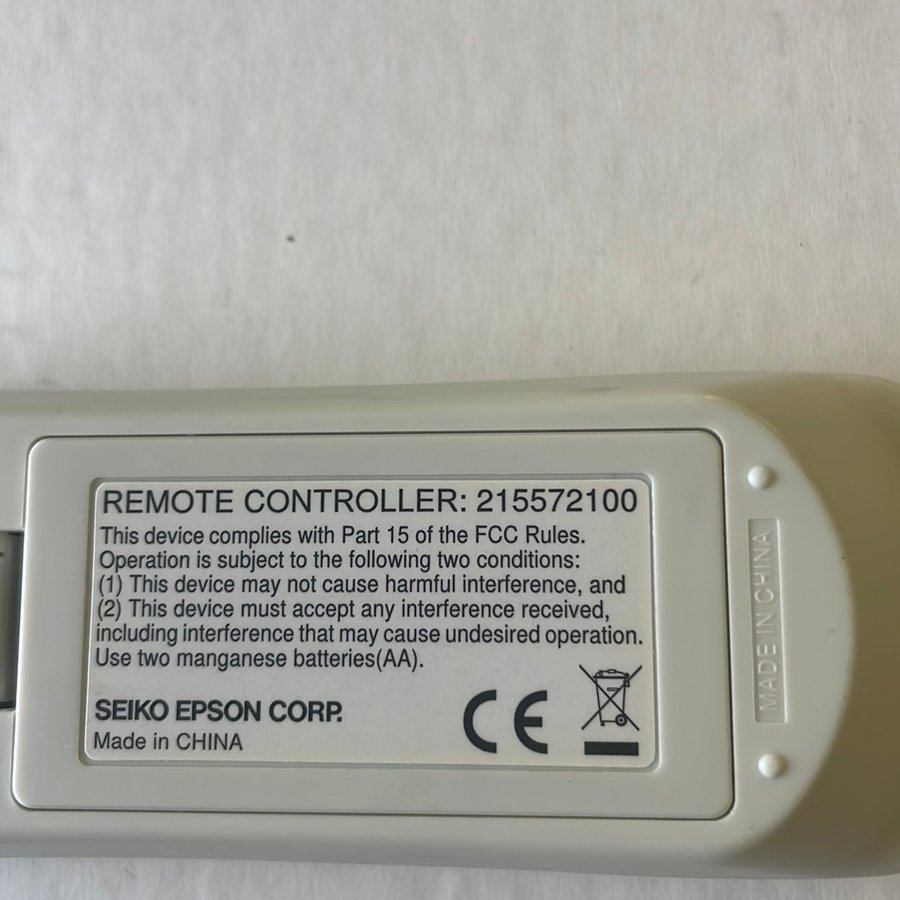 REMOTE CONTROLLER: 215572100
This device complies with Part 15 of the FCC Rules.
Operation is subject to the following two conditions:
(1) This device may not cause harmful interference, and
(2) This device must accept any interference received,
including interference that may cause undesired operation.
Use two manganese batteries(AA).
SEIKO EPSON CORP.
Made in CHINA
CE
MADE IN CHINA